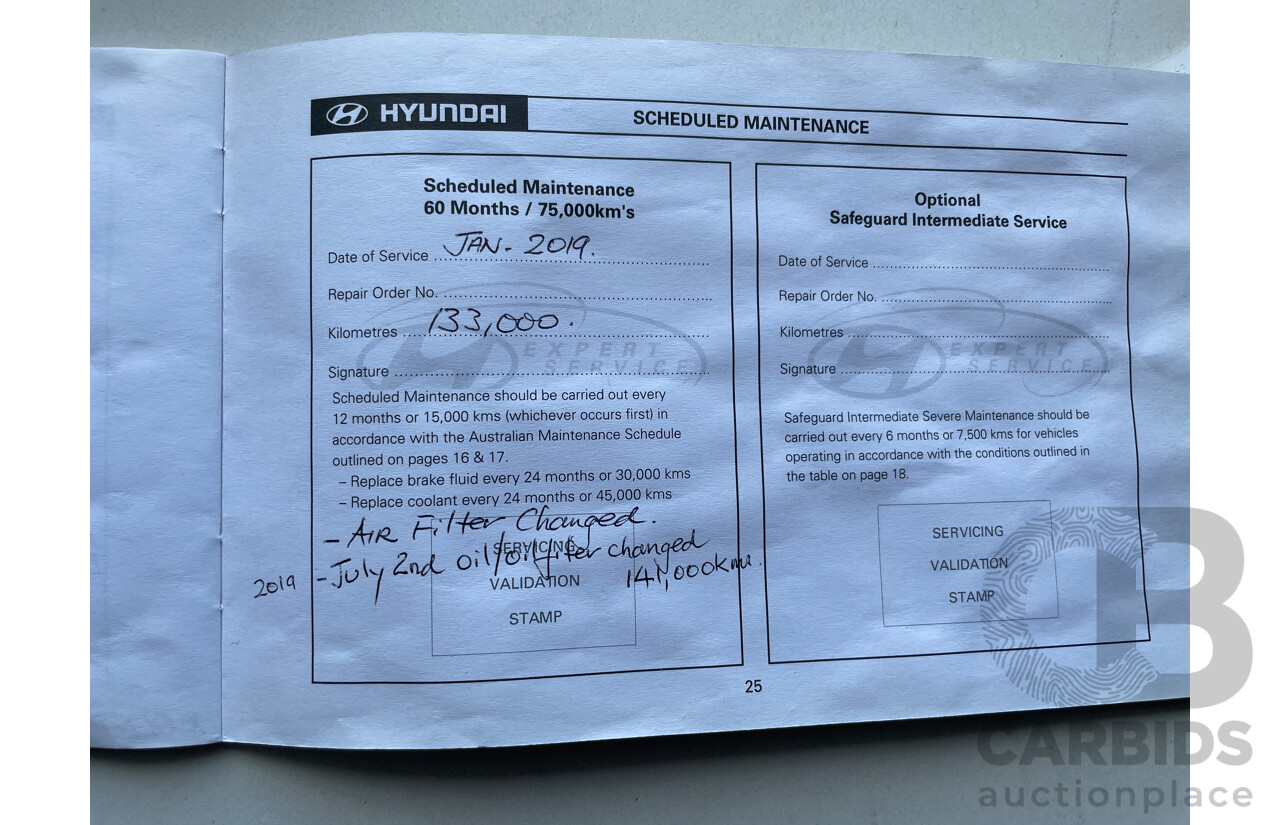 HYUNDAI
SCHEDULED MAINTENANCE
Scheduled Maintenance
60 Months / 75,000km's
Date of Service JAN - 2019.
Repair Order No.
Kilometres 133,000.
EXPERT
SERVICE
Signature
Scheduled Maintenance should be carried out every
12 months or 15,000 kms (whichever occurs first) in
accordance with the Australian Maintenance Schedule
outlined on pages 16 & 17.
– Replace brake fluid every 24 months or 30,000 kms
– Replace coolant every 24 months or 45,000 kms
- AIR Filter Changed.
2019 - July 2nd oil/oil filter changed
141,000kms.
SERVICING
VALIDATION
STAMP
Optional
Safeguard Intermediate Service
Date of Service
Repair Order No.
Kilometres
EXPERT
SERVICE
Signature
Safeguard Intermediate Severe Maintenance should be
carried out every 6 months or 7,500 kms for vehicles
operating in accordance with the conditions outlined in
the table on page 18.
SERVICING
VALIDATION
STAMP
25
CB
CARBIDS
auctionplace